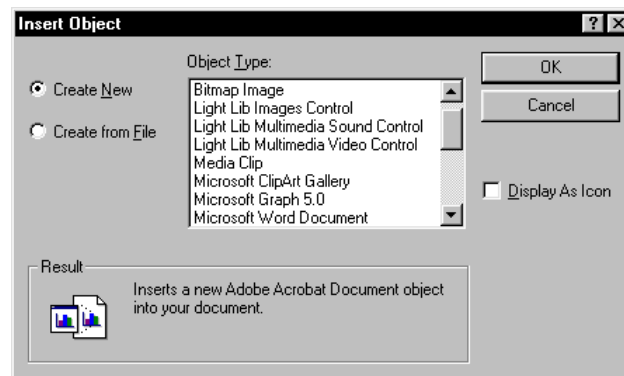 Insert Object
Object Type:
Create New
Create from File
Bitmap Image
Light Lib Images Control
Light Lib Multimedia Sound Control
Light Lib Multimedia Video Control
Media Clip
Microsoft ClipArt Gallery
Microsoft Graph 5.0
Microsoft Word Document
OK
Cancel
Display As Icon
Result
Inserts a new Adobe Acrobat Document object
into your document.